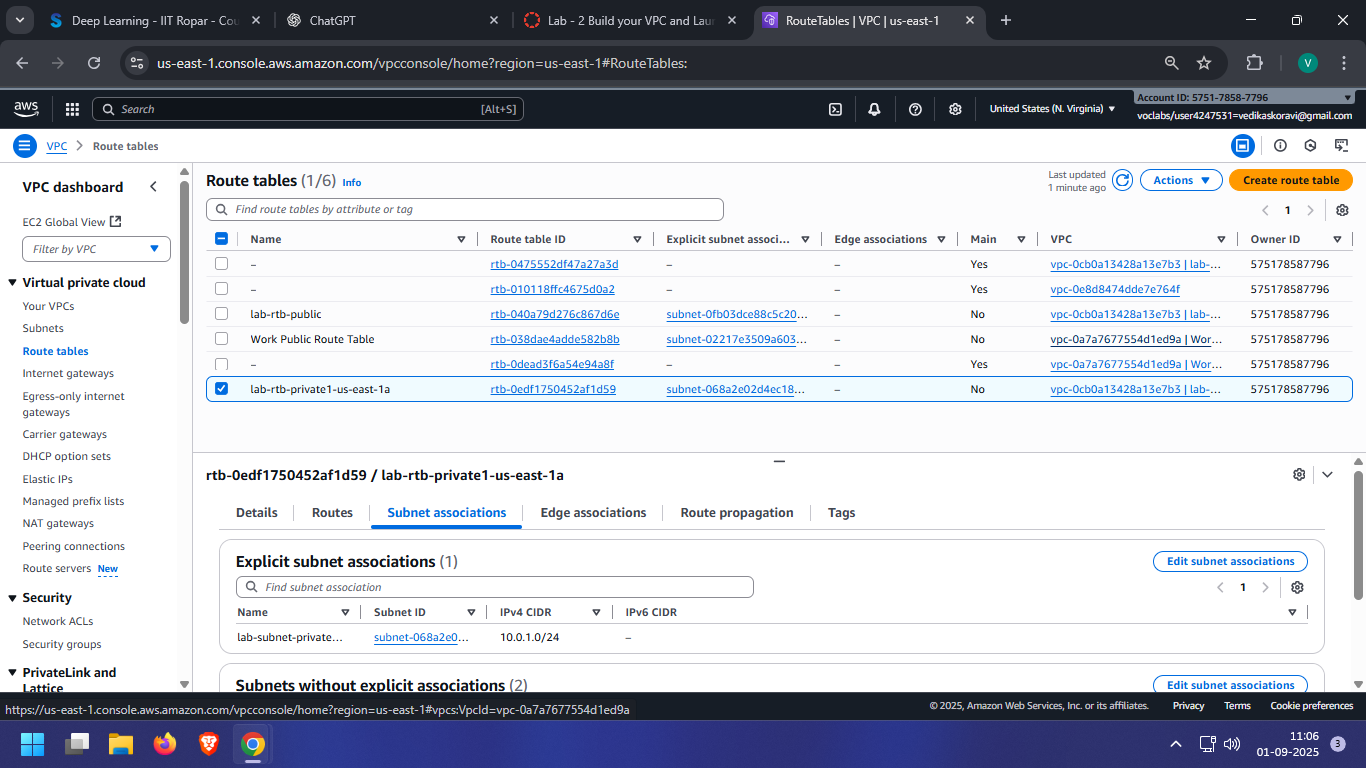 Deep Learning - IIT Ropar - Cou
ChatGPT
Lab - 2 Build your VPC and Lau
RouteTables | VPC | us-east-1
us-east-1.console.aws.amazon.com/vpcconsole/home?region=us-east-1#RouteTables:
V
aws
Search
[Alt+S]
United States (N. Virginia)
Account ID: 5751-7858-7796
voclabs/user4247531=vedikaskoravi@gmail.com
VPC
Route tables
VPC dashboard
EC2 Global View
Filter by VPC
Virtual private cloud
Your VPCs
Subnets
Route tables
Internet gateways
Egress-only internet
gateways
Carrier gateways
DHCP option sets
Elastic IPs
Managed prefix lists
NAT gateways
Peering connections
Route servers New
Security
Network ACLs
Security groups
PrivateLink and
Lattice
Route tables (1/6) Info
Last updated
1 minute ago
Actions
Create route table
Find route tables by attribute or tag
1
Name Route table ID Explicit subnet associ... Edge associations Main VPC Owner ID
– rtb-0475552df47a27a3d – – Yes vpc-0cb0a13428a13e7b3 | lab-... 575178587796
– rtb-010118ffc4675d0a2 – – Yes vpc-0e8d8474dde7e764f 575178587796
lab-rtb-public rtb-040a79d276c867d6e subnet-0fb03dce88c5c20... – No vpc-0cb0a13428a13e7b3 | lab-... 575178587796
Work Public Route Table rtb-038dae4adde582b8b subnet-02217e3509a603... – No vpc-0a7a7677554d1ed9a | Wor... 575178587796
– rtb-0dead3f6a54e94a8f – – Yes vpc-0a7a7677554d1ed9a | Wor... 575178587796
lab-rtb-private1-us-east-1a rtb-0edf1750452af1d59 subnet-068a2e02d4ec18... – No vpc-0cb0a13428a13e7b3 | lab-... 575178587796
rtb-0edf1750452af1d59 / lab-rtb-private1-us-east-1a
Details Routes Subnet associations Edge associations Route propagation Tags
Explicit subnet associations (1)
Edit subnet associations
Find subnet association
1
Name Subnet ID IPv4 CIDR IPv6 CIDR
lab-subnet-private... subnet-068a2e0... 10.0.1.0/24 –
Subnets without explicit associations (2)
Edit subnet associations
https://us-east-1.console.aws.amazon.com/vpcconsole/home?region=us-east-1#vpcs:VpcId=vpc-0a7a7677554d1ed9a
© 2025, Amazon Web Services, Inc. or its affiliates. Privacy Terms Cookie preferences
11:06
01-09-2025
3